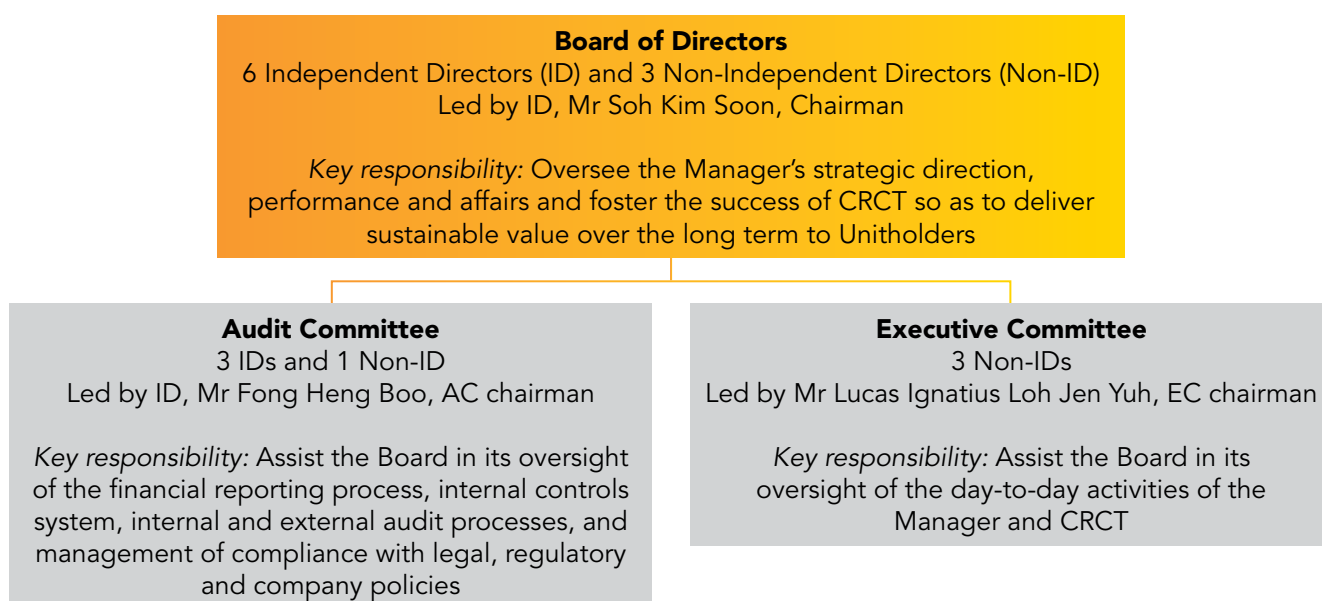 Board of Directors
6 Independent Directors (ID) and 3 Non-Independent Directors (Non-ID)
Led by ID, Mr Soh Kim Soon, Chairman
Key responsibility: Oversee the Manager’s strategic direction,
performance and affairs and foster the success of CRCT so as to deliver
sustainable value over the long term to Unitholders
Audit Committee
3 IDs and 1 Non-ID
Led by ID, Mr Fong Heng Boo, AC chairman
Key responsibility: Assist the Board in its oversight
of the financial reporting process, internal controls
system, internal and external audit processes, and
management of compliance with legal, regulatory
and company policies
Executive Committee
3 Non-IDs
Led by Mr Lucas Ignatius Loh Jen Yuh, EC chairman
Key responsibility: Assist the Board in its
oversight of the day-to-day activities of the
Manager and CRCT